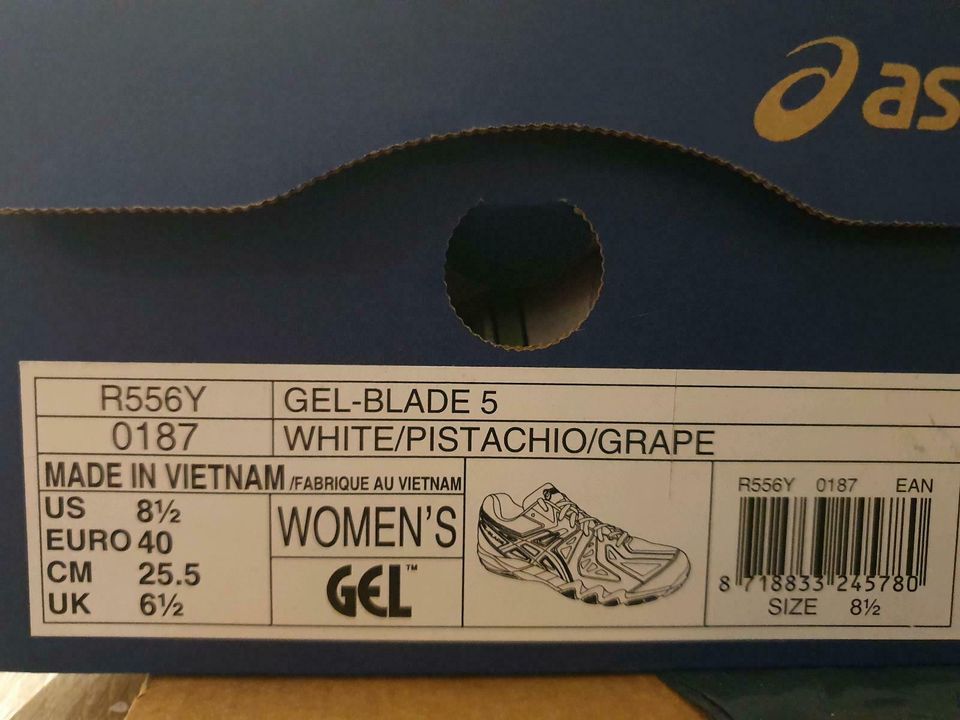 as
R556Y GEL-BLADE 5
0187 WHITE/PISTACHIO/GRAPE
MADE IN VIETNAM /FABRIQUE AU VIETNAM
US 8½
EURO 40
CM 25.5
UK 6½
WOMEN'S
GEL™
R556Y 0187 EAN
8 718833 245780
SIZE 8½